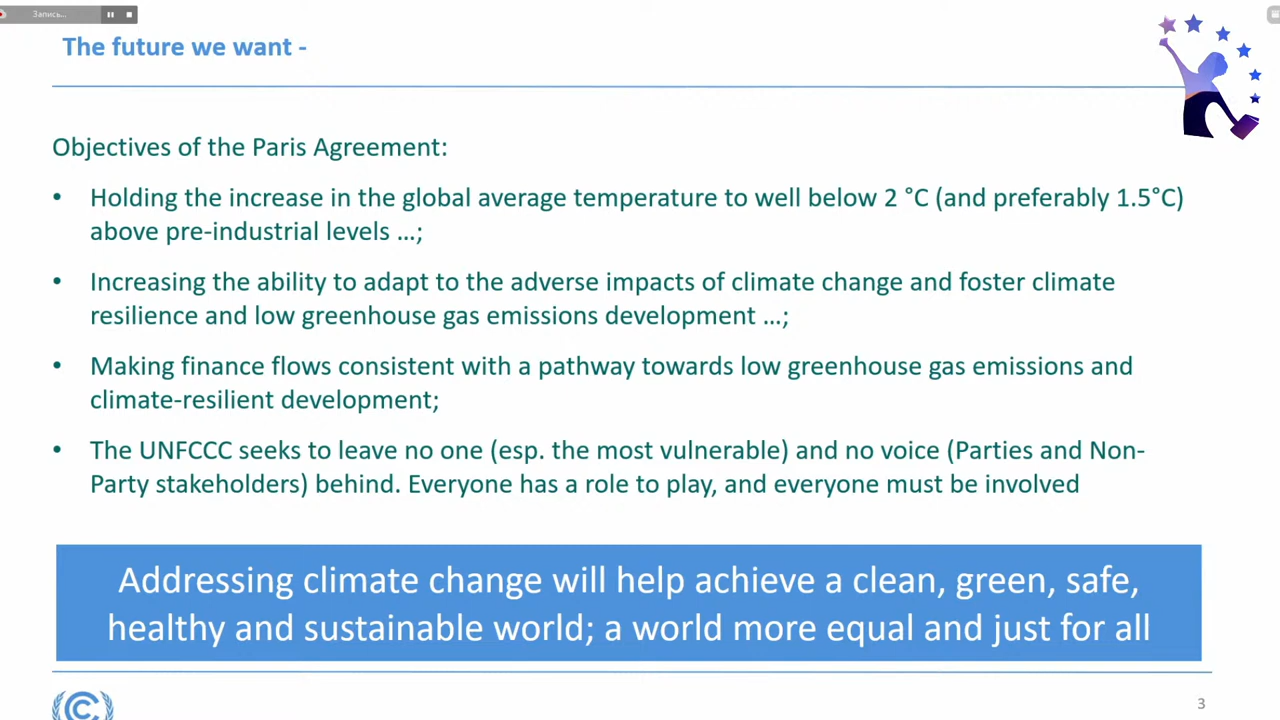 Запись...
The future we want -
Objectives of the Paris Agreement:
• Holding the increase in the global average temperature to well below 2 °C (and preferably 1.5°C)
above pre-industrial levels …;
• Increasing the ability to adapt to the adverse impacts of climate change and foster climate
resilience and low greenhouse gas emissions development …;
• Making finance flows consistent with a pathway towards low greenhouse gas emissions and
climate-resilient development;
• The UNFCCC seeks to leave no one (esp. the most vulnerable) and no voice (Parties and Non-
Party stakeholders) behind. Everyone has a role to play, and everyone must be involved
Addressing climate change will help achieve a clean, green, safe,
healthy and sustainable world; a world more equal and just for all
3